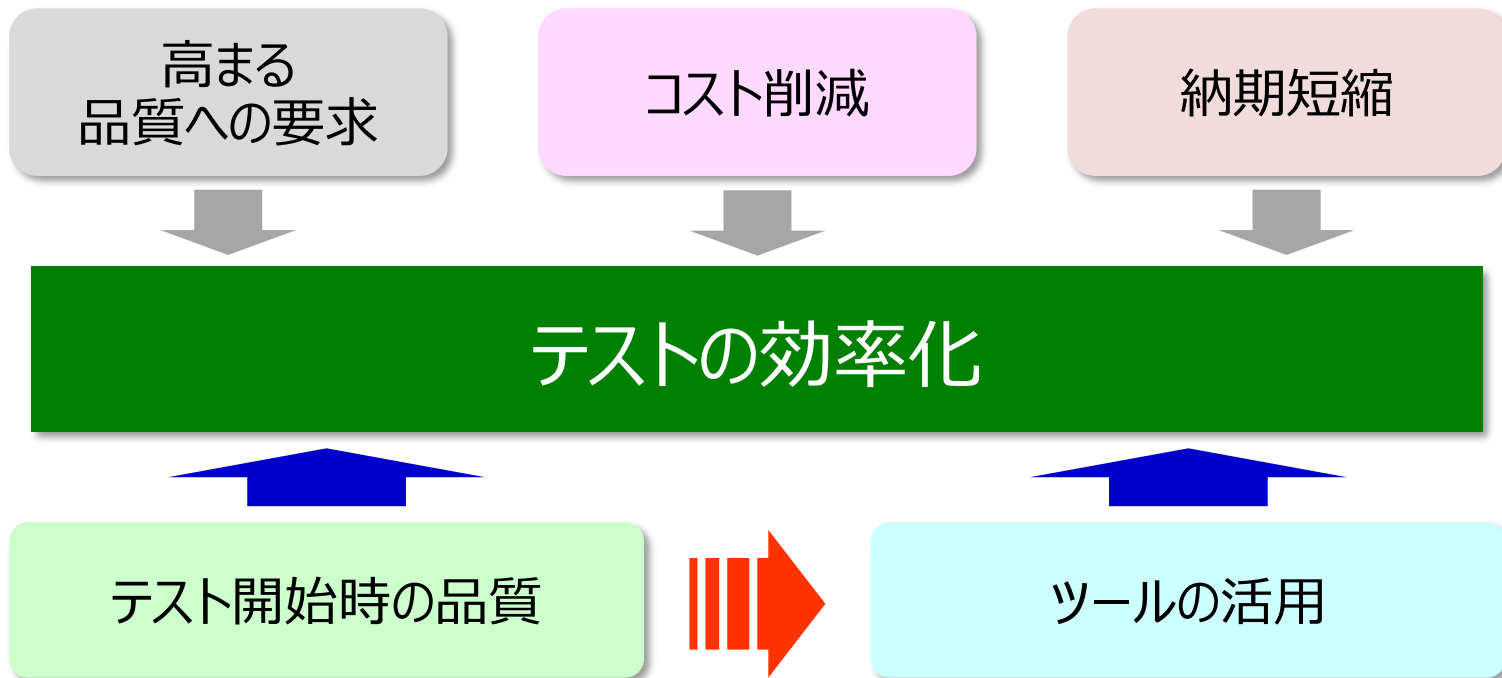 高まる
品質への要求
コスト削減
納期短縮
テストの効率化
テスト開始時の品質
ツールの活用